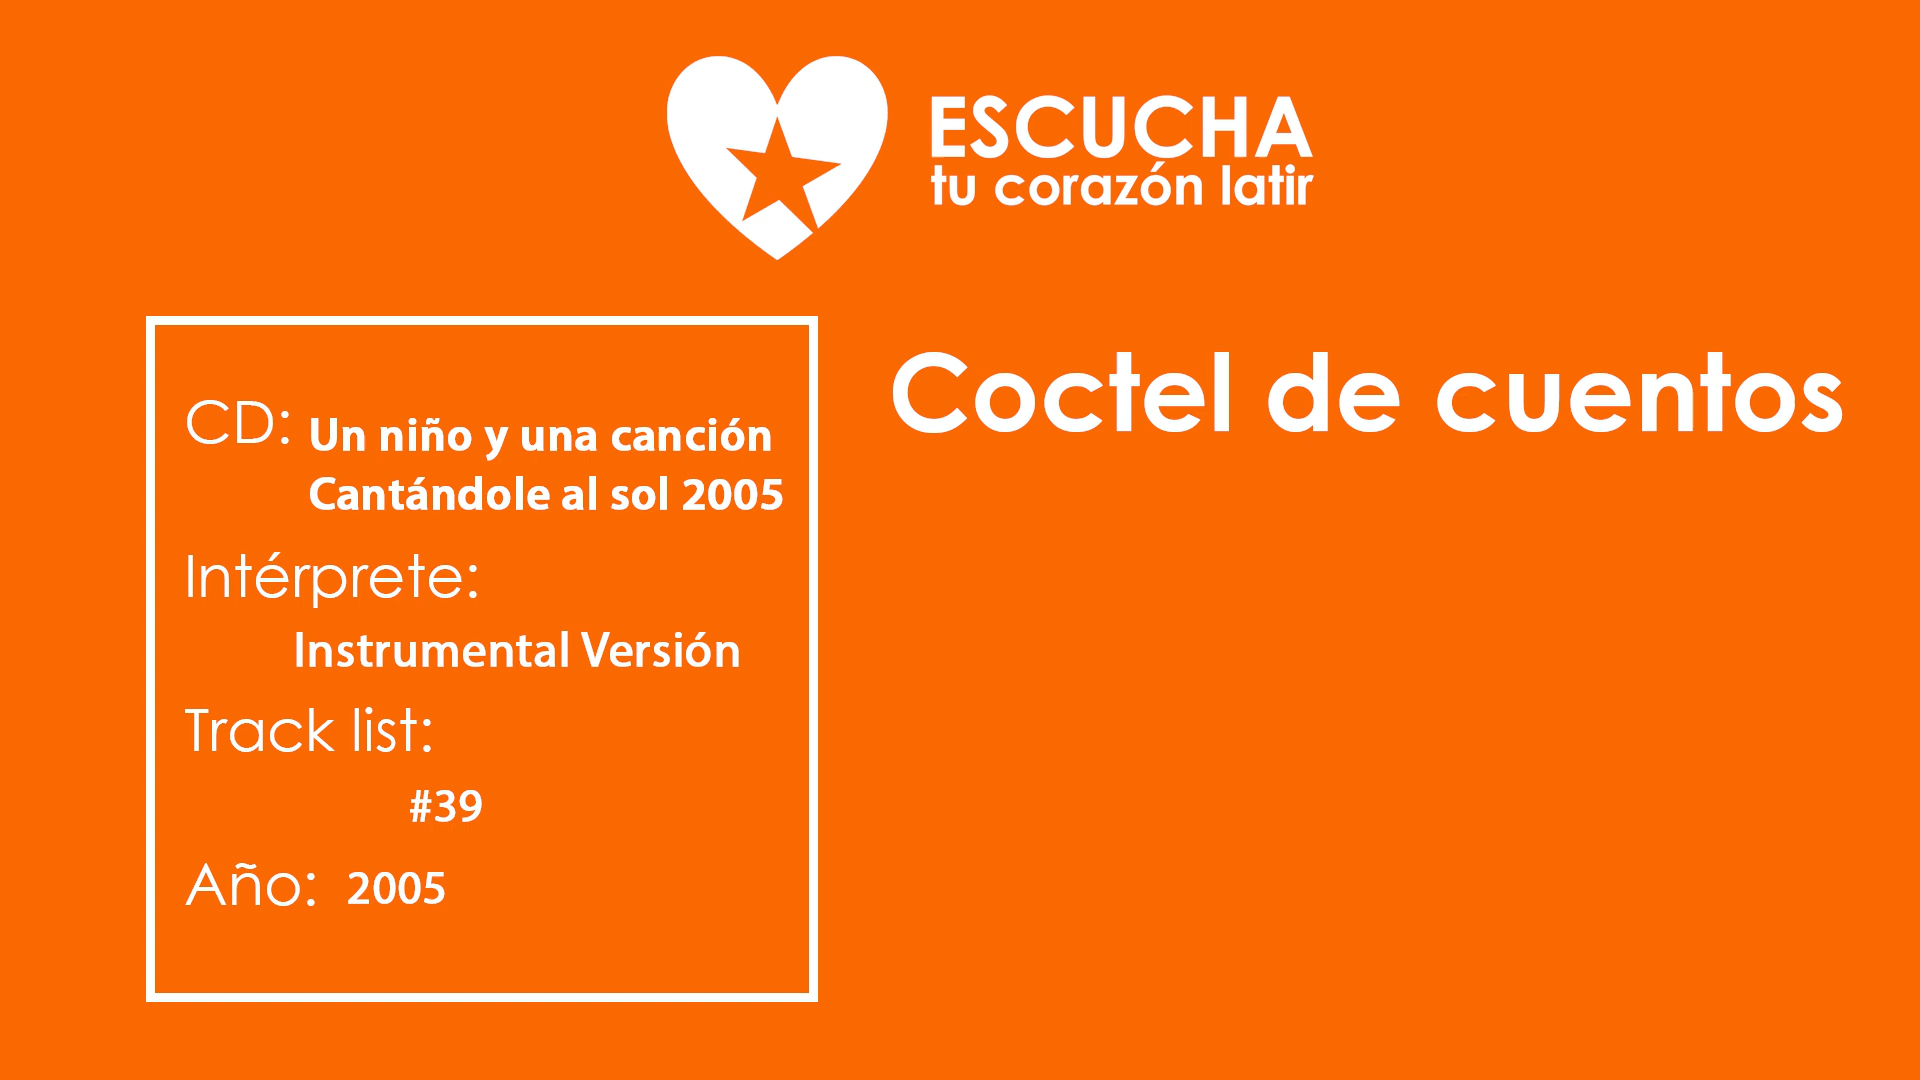 ESCUCHA
tu corazón latir
Coctel de cuentos
CD: Un niño y una canción
Cantándole al sol 2005
Intérprete:
Instrumental Versión
Track list:
#39
Año: 2005